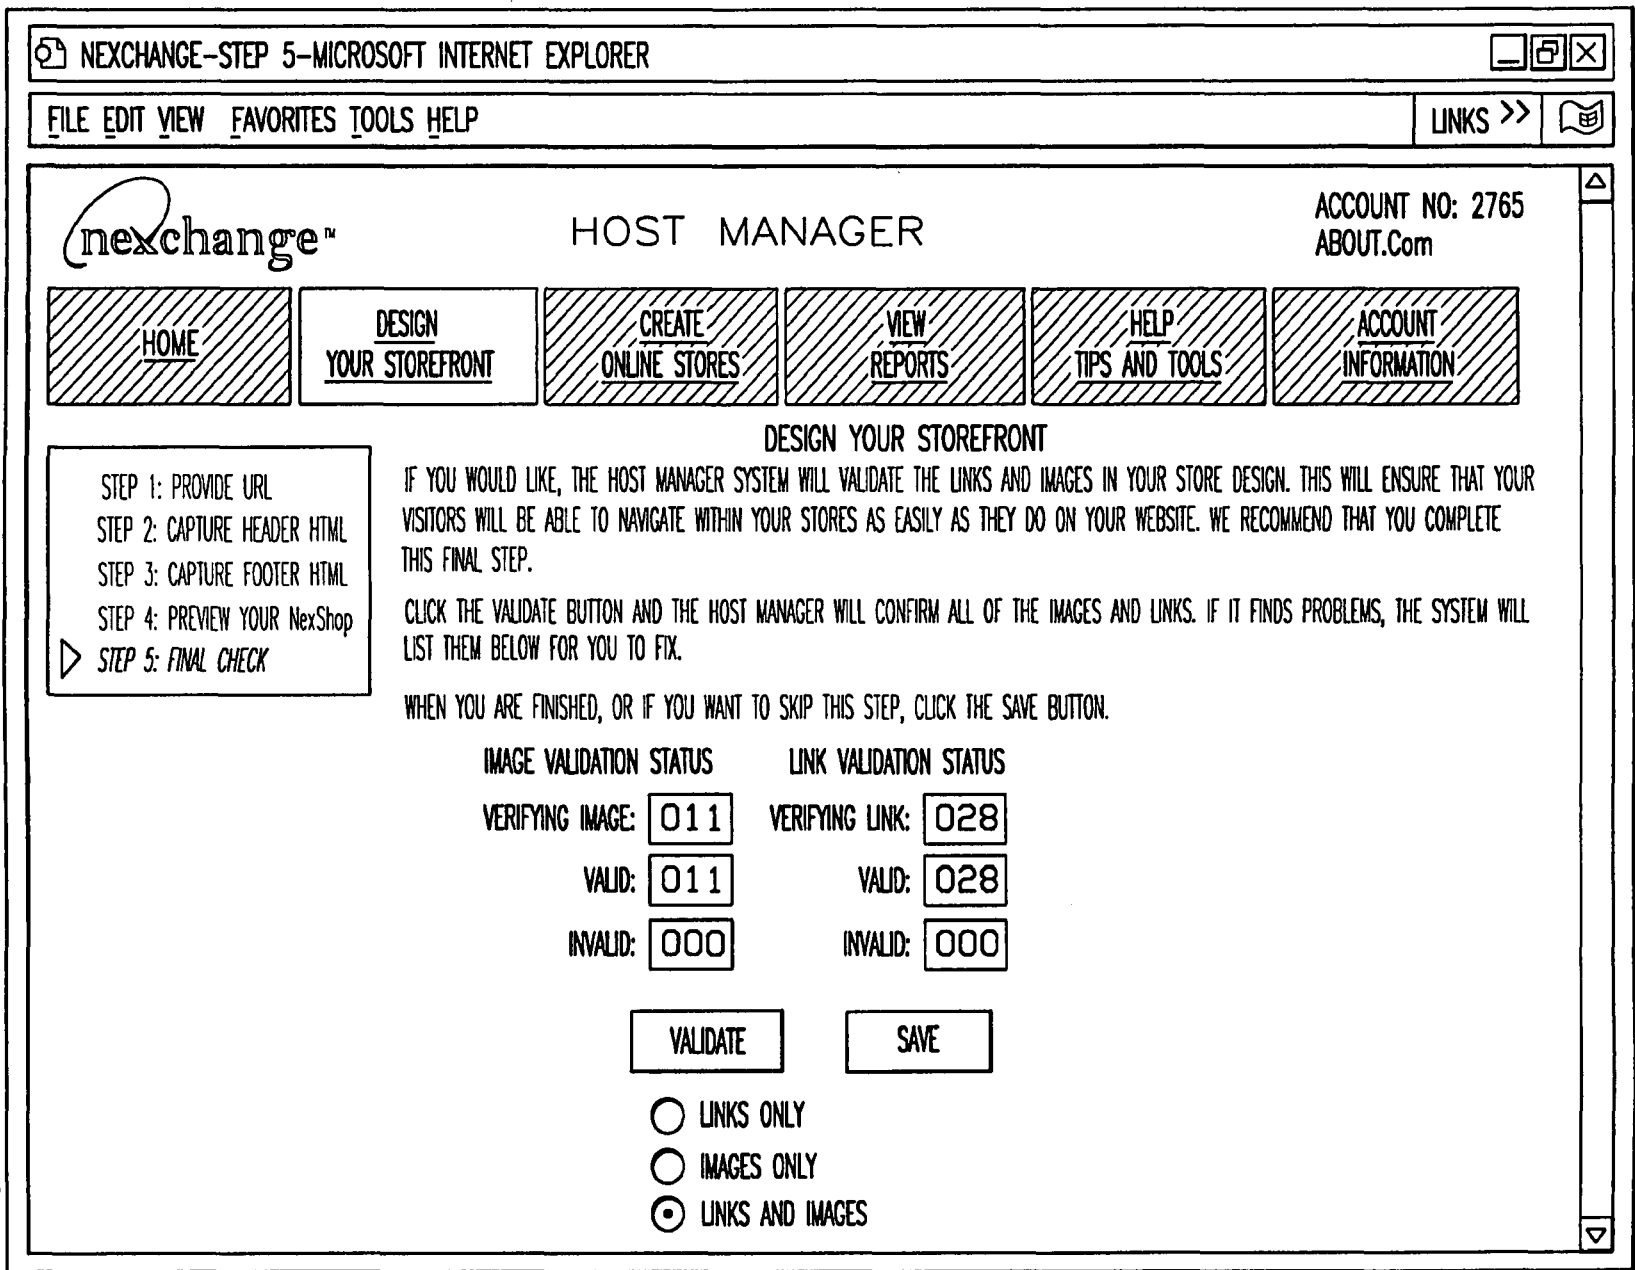 NEXCHANGE-STEP 5-MICROSOFT INTERNET EXPLORER
FILE EDIT VIEW FAVORITES TOOLS HELP
LINKS >>
nexchange™
HOST MANAGER
ACCOUNT NO: 2765
ABOUT.Com
HOME
DESIGN
YOUR STOREFRONT
CREATE
ONLINE STORES
VIEW
REPORTS
HELP
TIPS AND TOOLS
ACCOUNT
INFORMATION
STEP 1: PROVIDE URL
STEP 2: CAPTURE HEADER HTML
STEP 3: CAPTURE FOOTER HTML
STEP 4: PREVIEW YOUR NexShop
STEP 5: FINAL CHECK
DESIGN YOUR STOREFRONT
IF YOU WOULD LIKE, THE HOST MANAGER SYSTEM WILL VALIDATE THE LINKS AND IMAGES IN YOUR STORE DESIGN. THIS WILL ENSURE THAT YOUR
VISITORS WILL BE ABLE TO NAVIGATE WITHIN YOUR STORES AS EASILY AS THEY DO ON YOUR WEBSITE. WE RECOMMEND THAT YOU COMPLETE
THIS FINAL STEP.
CLICK THE VALIDATE BUTTON AND THE HOST MANAGER WILL CONFIRM ALL OF THE IMAGES AND LINKS. IF IT FINDS PROBLEMS, THE SYSTEM WILL
LIST THEM BELOW FOR YOU TO FIX.
WHEN YOU ARE FINISHED, OR IF YOU WANT TO SKIP THIS STEP, CLICK THE SAVE BUTTON.
IMAGE VALIDATION STATUS LINK VALIDATION STATUS
VERIFYING IMAGE: 011 VERIFYING LINK: 028
VALID: 011 VALID: 028
INVALID: 000 INVALID: 000
VALIDATE SAVE
LINKS ONLY
IMAGES ONLY
LINKS AND IMAGES